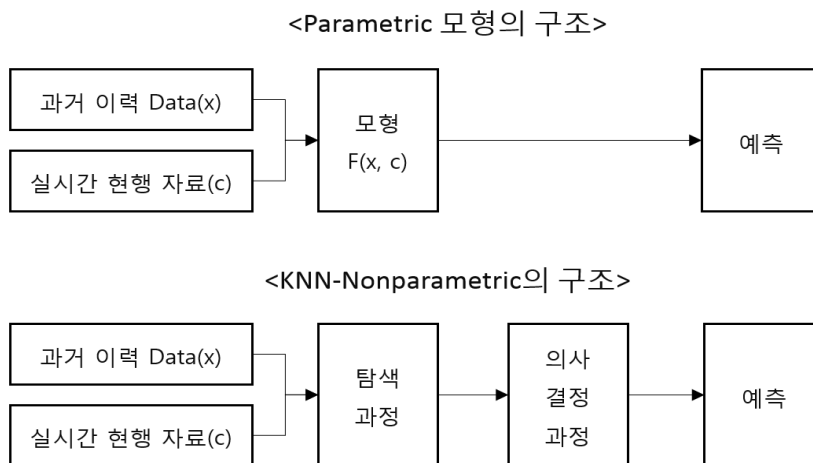 <Parametric 모형의 구조>
과거 이력 Data(x)
실시간 현행 자료(c)
모형
F(x, c)
예측
<KNN-Nonparametric의 구조>
과거 이력 Data(x)
실시간 현행 자료(c)
탐색
과정
의사
결정
과정
예측